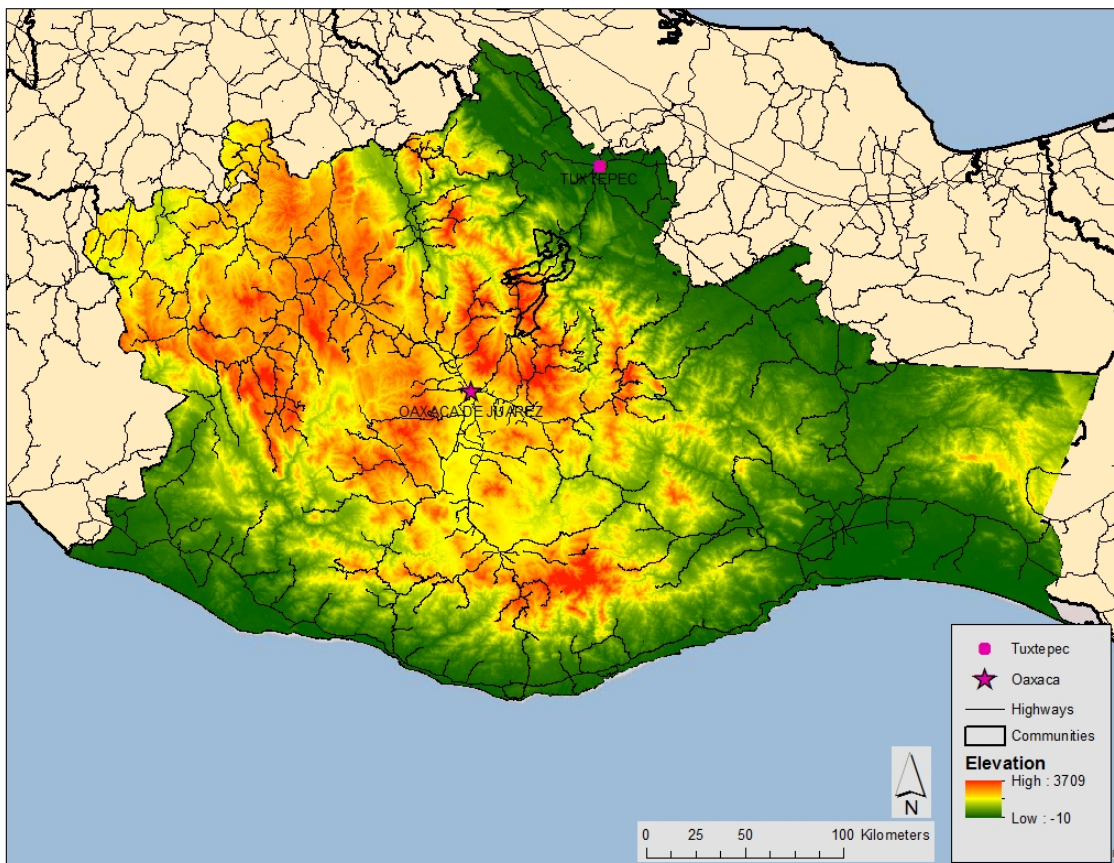 TUXTEPEC
OAXACA DE JUAREZ
Tuxtepec
Oaxaca
Highways
Communities
Elevation
High : 3709
Low : -10
N
0 25 50 100 Kilometers